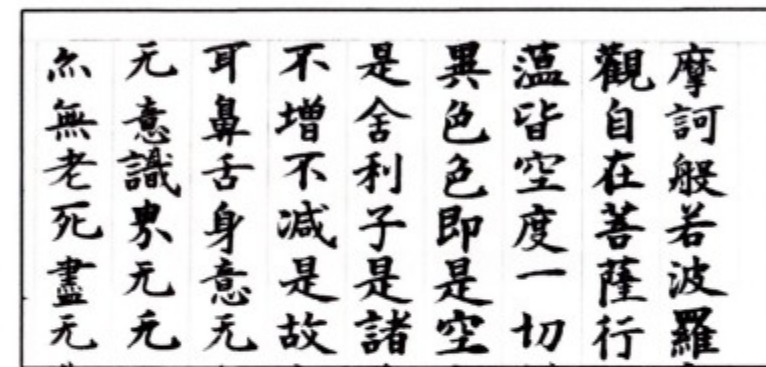 摩訶般若波羅
觀自在菩薩行
薀皆空度一切
異色色即是空
是舍利子是諸
不增不減是故
耳鼻舌身意无
无意識界无无
亦無老死盡无